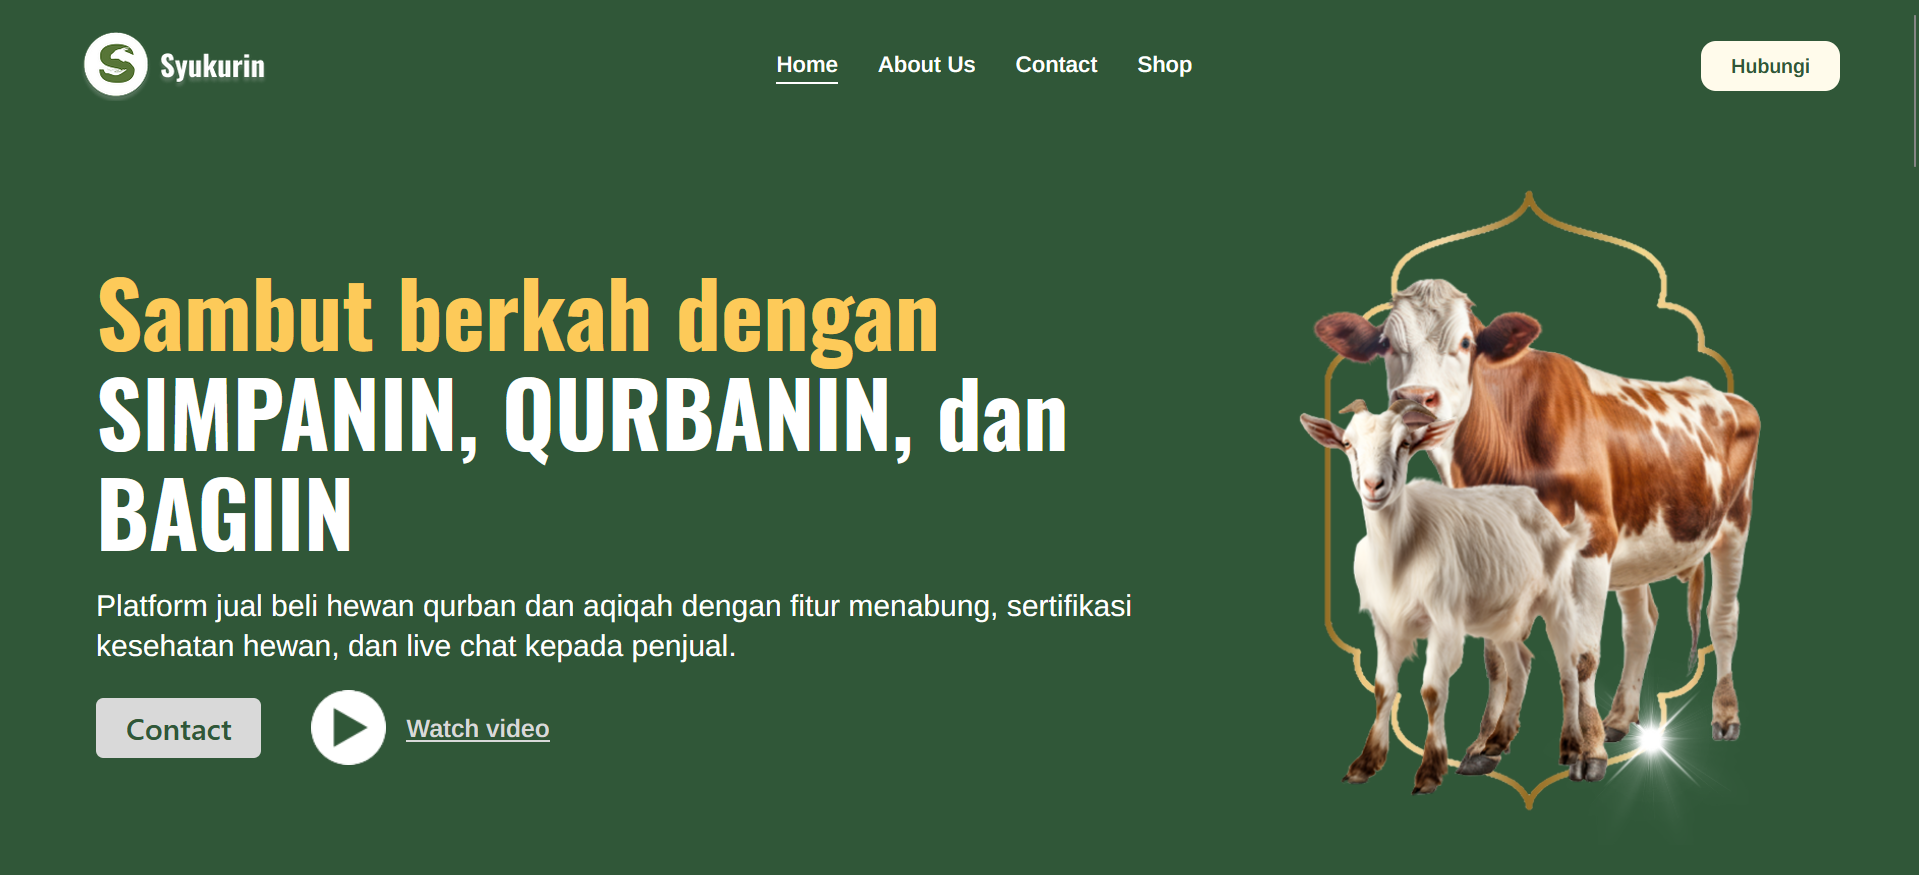 Syukurin
Home About Us Contact Shop
Hubungi
Sambut berkah dengan
SIMPANIN, QURBANIN, dan
BAGIIN
Platform jual beli hewan qurban dan aqiqah dengan fitur menabung, sertifikasi
kesehatan hewan, dan live chat kepada penjual.
Contact
Watch video